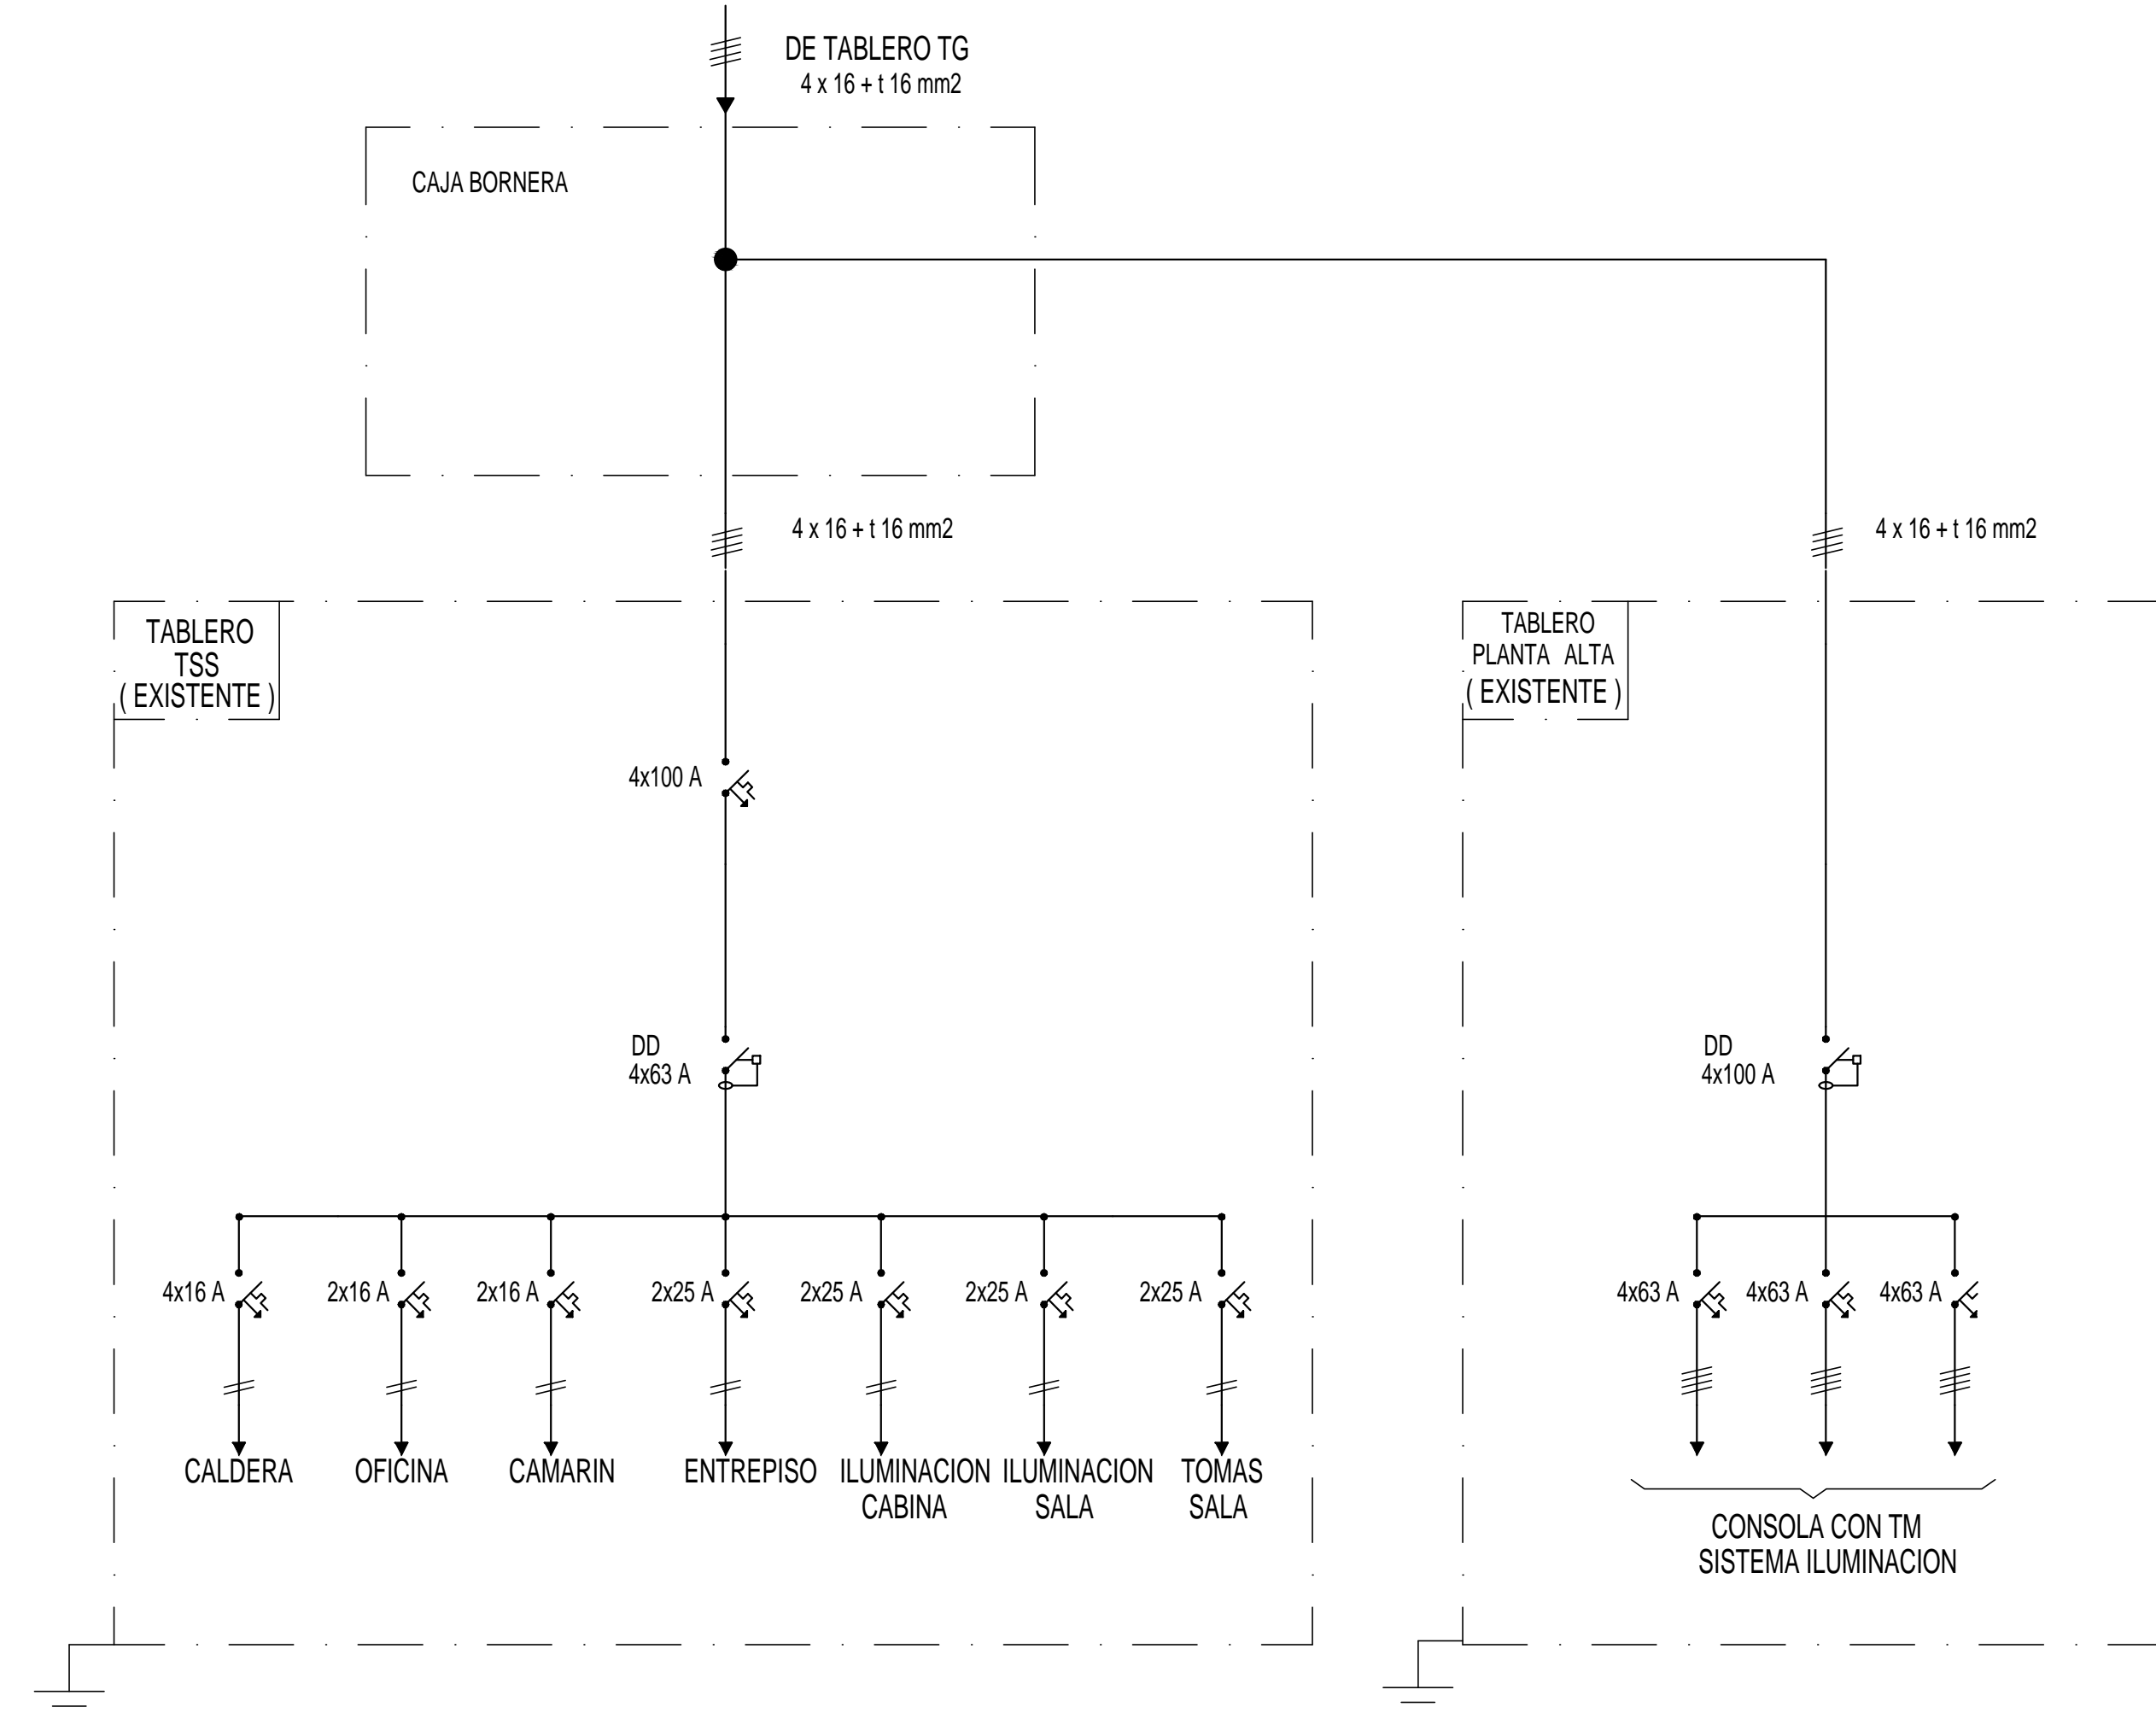 DE TABLERO TG
4 x 16 + t 16 mm2
CAJA BORNERA
4 x 16 + t 16 mm2
4 x 16 + t 16 mm2
TABLERO
TSS
( EXISTENTE )
TABLERO
PLANTA ALTA
( EXISTENTE )
4x100 A
DD
4x63 A
DD
4x100 A
4x16 A
2x16 A
2x16 A
2x25 A
2x25 A
2x25 A
2x25 A
4x63 A
4x63 A
4x63 A
CALDERA
OFICINA
CAMARIN
ENTREPISO
ILUMINACION
CABINA
ILUMINACION
SALA
TOMAS
SALA
CONSOLA CON TM
SISTEMA ILUMINACION